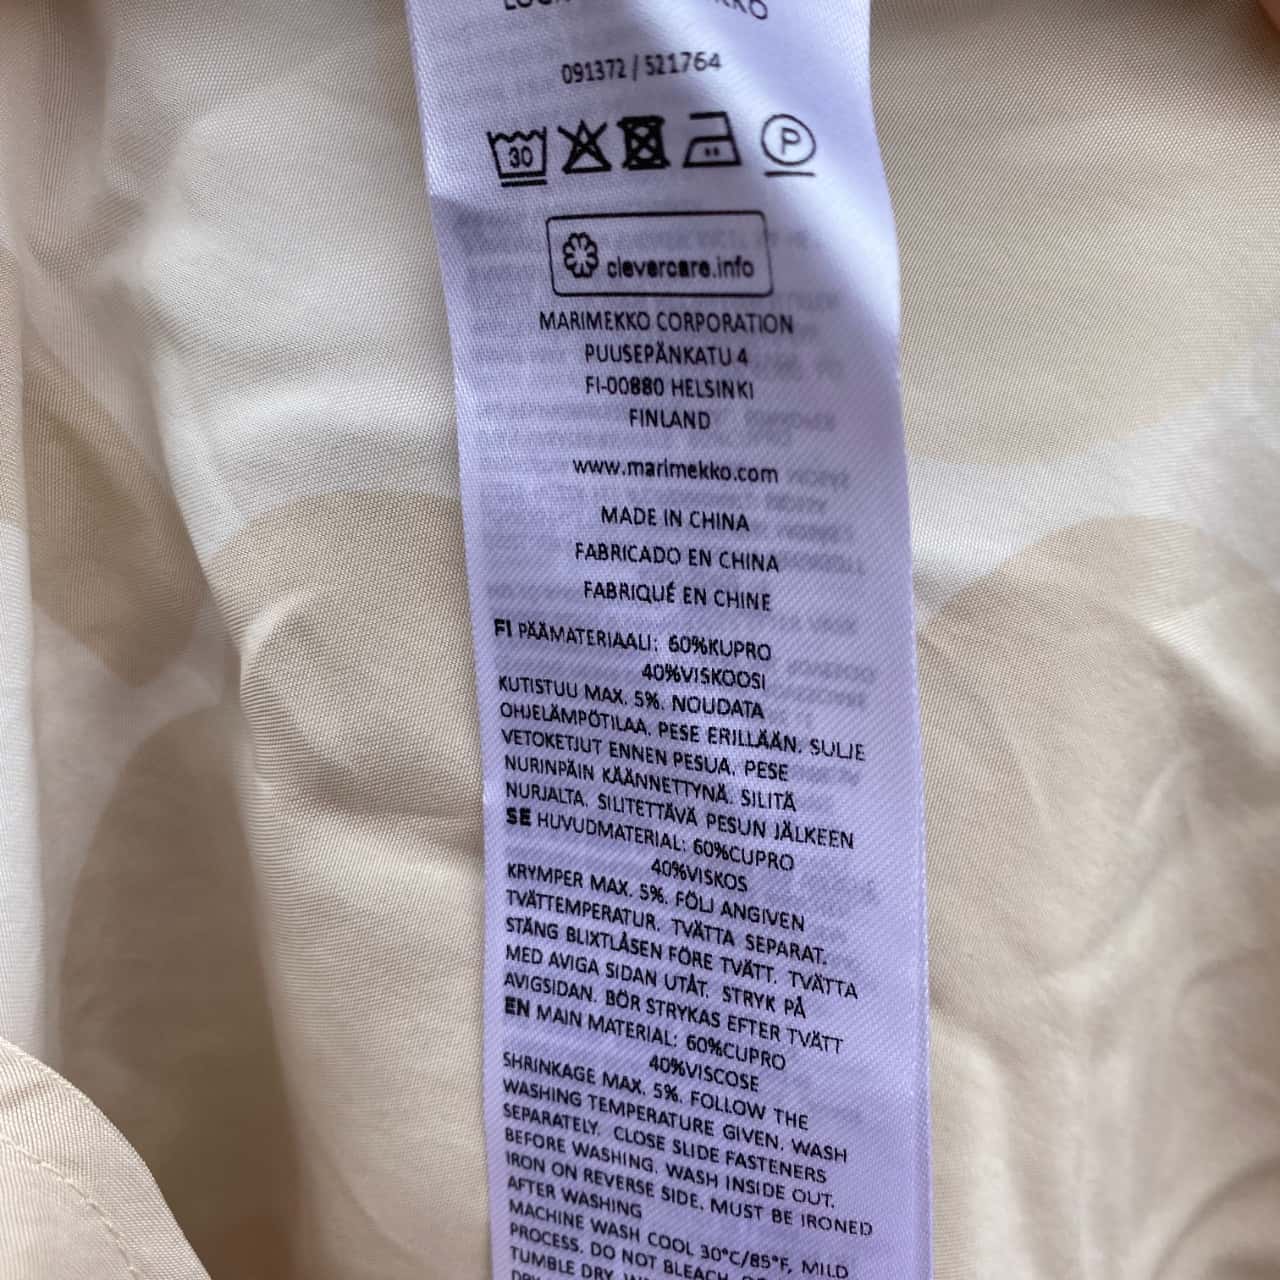 091372 / 521764
30
P
clevercare.info
MARIMEKKO CORPORATION
PUUSEPÄNKATU 4
FI-00880 HELSINKI
FINLAND
www.marimekko.com
MADE IN CHINA
FABRICADO EN CHINA
FABRIQUÉ EN CHINE
FI PÄÄMATERIAALI: 60%KUPRO
40%VISKOOSI
KUTISTUU MAX. 5%. NOUDATA
OHJELÄMPÖTILAA. PESE ERILLÄÄN. SULJE
VETOKETJUT ENNEN PESUA. PESE
NURINPÄIN KÄÄNNETTYNÄ. SILITÄ
NURJALTA. SILITETTÄVÄ PESUN JÄLKEEN
SE HUVUDMATERIAL: 60%CUPRO
40%VISKOS
KRYMPER MAX. 5%. FÖLJ ANGIVEN
TVÄTTEMPERATUR. TVÄTTA SEPARAT.
STÄNG BLIXTLÅSEN FÖRE TVÄTT. TVÄTTA
MED AVIGA SIDAN UTÅT. STRYK PÅ
AVIGSIDAN. BÖR STRYKAS EFTER TVÄTT
EN MAIN MATERIAL: 60%CUPRO
40%VISCOSE
SHRINKAGE MAX. 5%. FOLLOW THE
WASHING TEMPERATURE GIVEN. WASH
SEPARATELY. CLOSE SLIDE FASTENERS
BEFORE WASHING. WASH INSIDE OUT.
IRON ON REVERSE SIDE. MUST BE IRONED
AFTER WASHING
MACHINE WASH COOL 30°C/85°F, MILD
PROCESS. DO NOT BLEACH.
TUMBLE DRY.